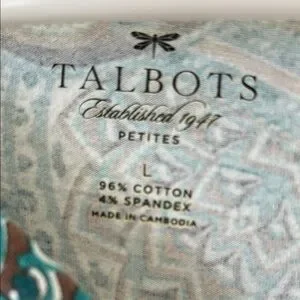 TALBOTS
Established 1947
PETITES
L
96% COTTON
4% SPANDEX
MADE IN CAMBODIA